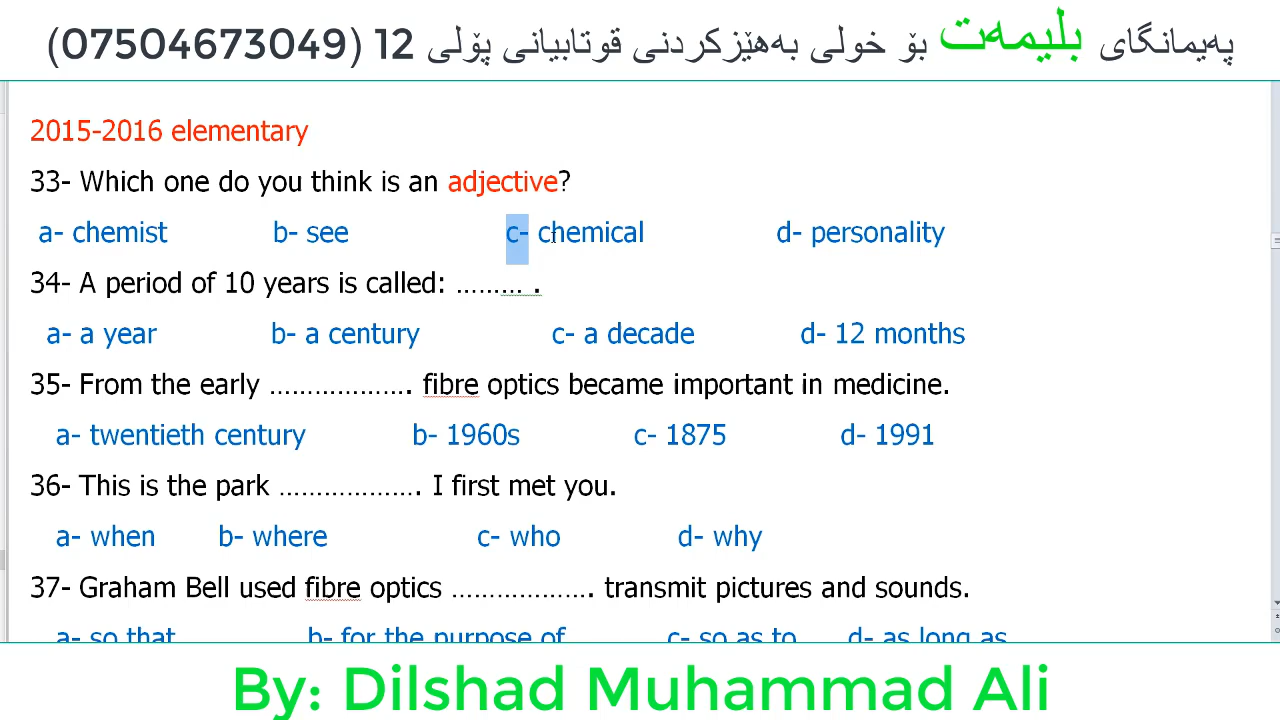 پەیمانگای بلیمەت بۆ خولی بەهێزکردنی قوتابیانی پۆلی 12 (07504673049)
2015-2016 elementary
33- Which one do you think is an adjective?
a- chemist b- see c- chemical d- personality
34- A period of 10 years is called: ……… .
a- a year b- a century c- a decade d- 12 months
35- From the early ………………. fibre optics became important in medicine.
a- twentieth century b- 1960s c- 1875 d- 1991
36- This is the park ………………. I first met you.
a- when b- where c- who d- why
37- Graham Bell used fibre optics ………………. transmit pictures and sounds.
a- so that b- for the purpose of c- so as to d- as long as
By: Dilshad Muhammad Ali